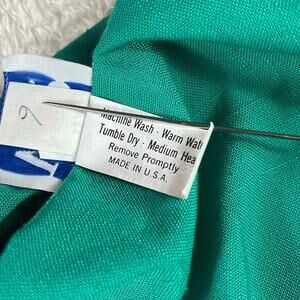 Machine Wash - Warm Wat
Tumble Dry - Medium Hea
Remove Promptly
MADE IN U.S.A.